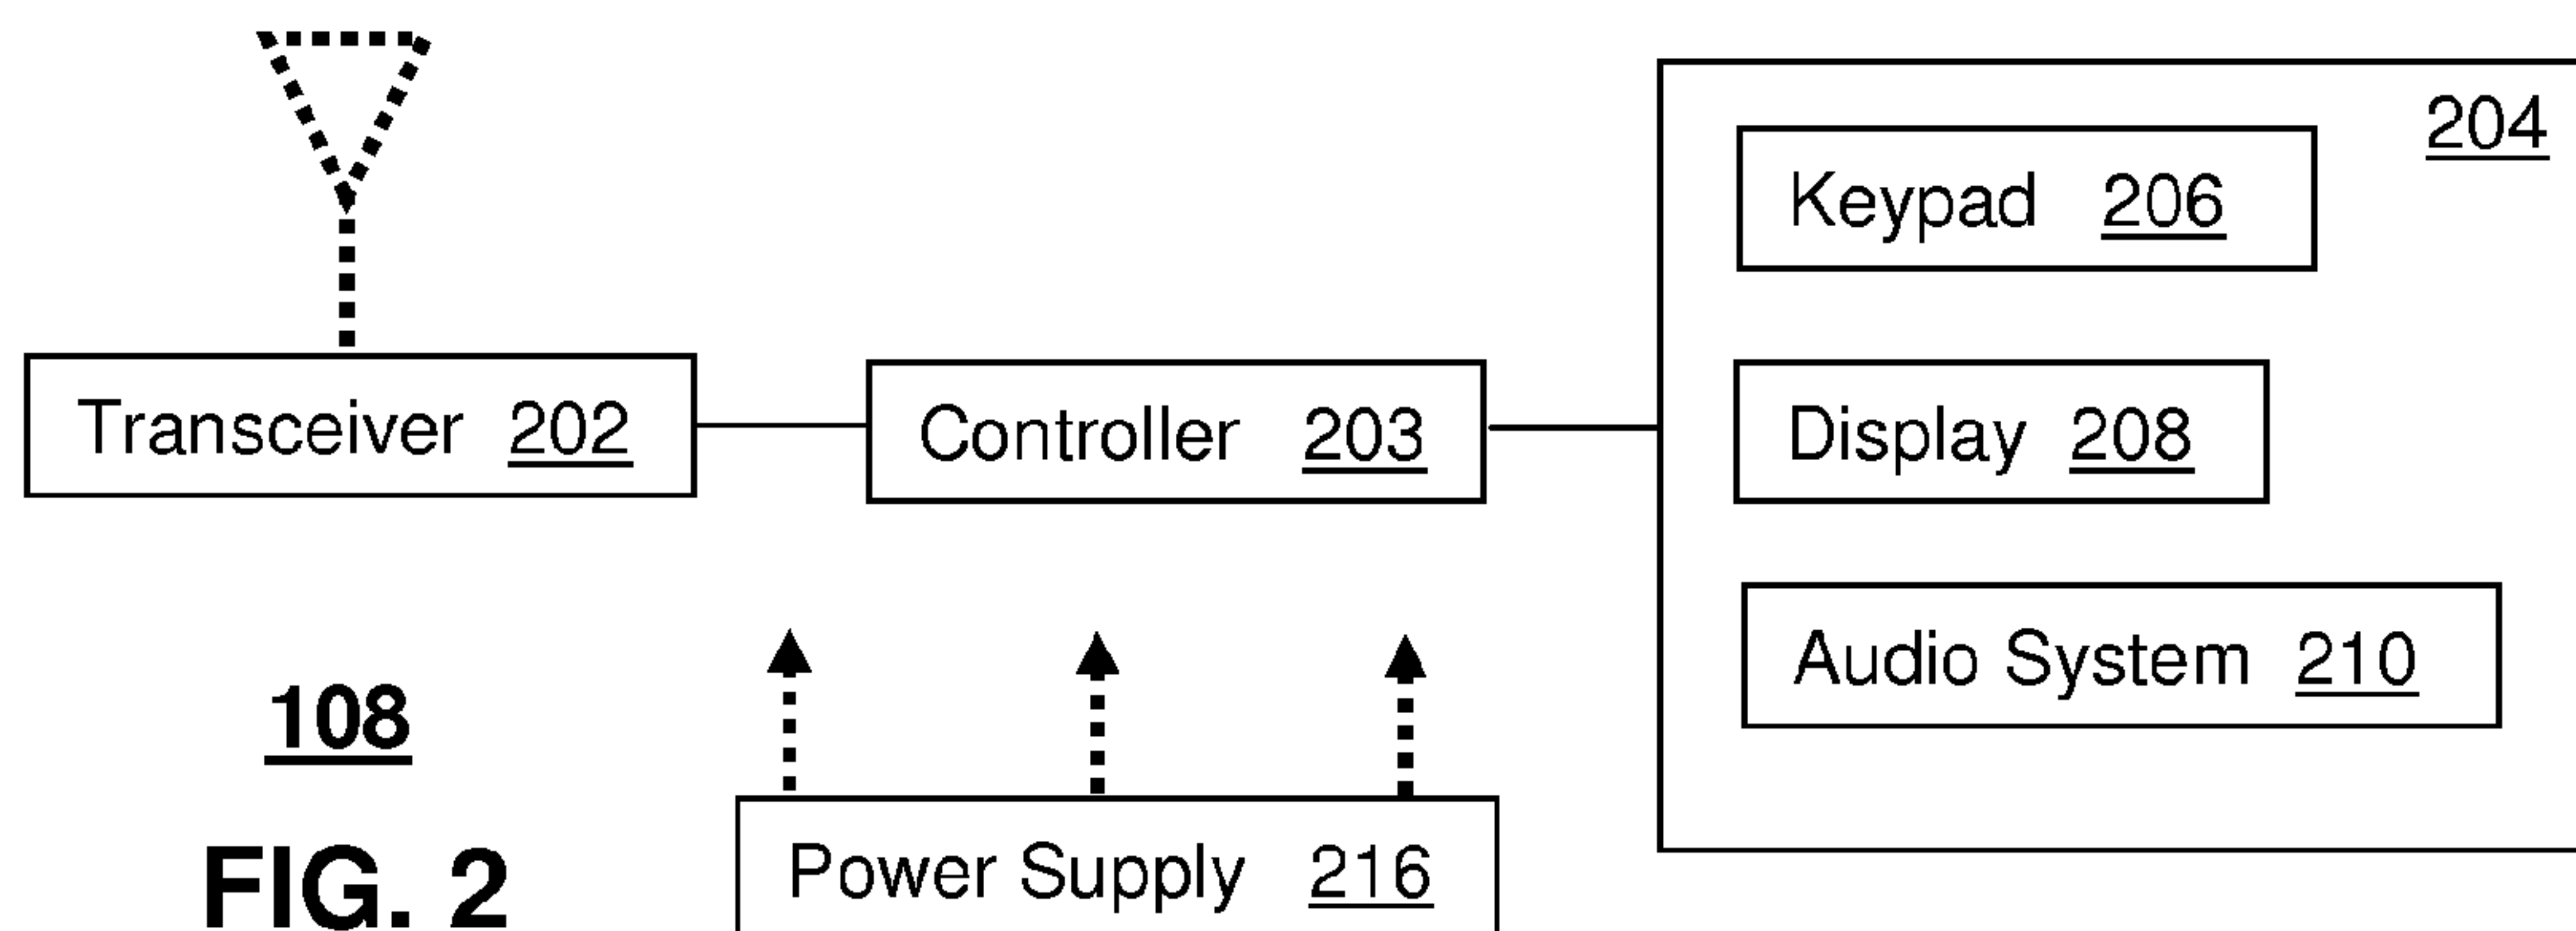 204
Keypad 206
Transceiver 202
Controller 203
Display 208
Audio System 210
108
Power Supply 216
FIG. 2